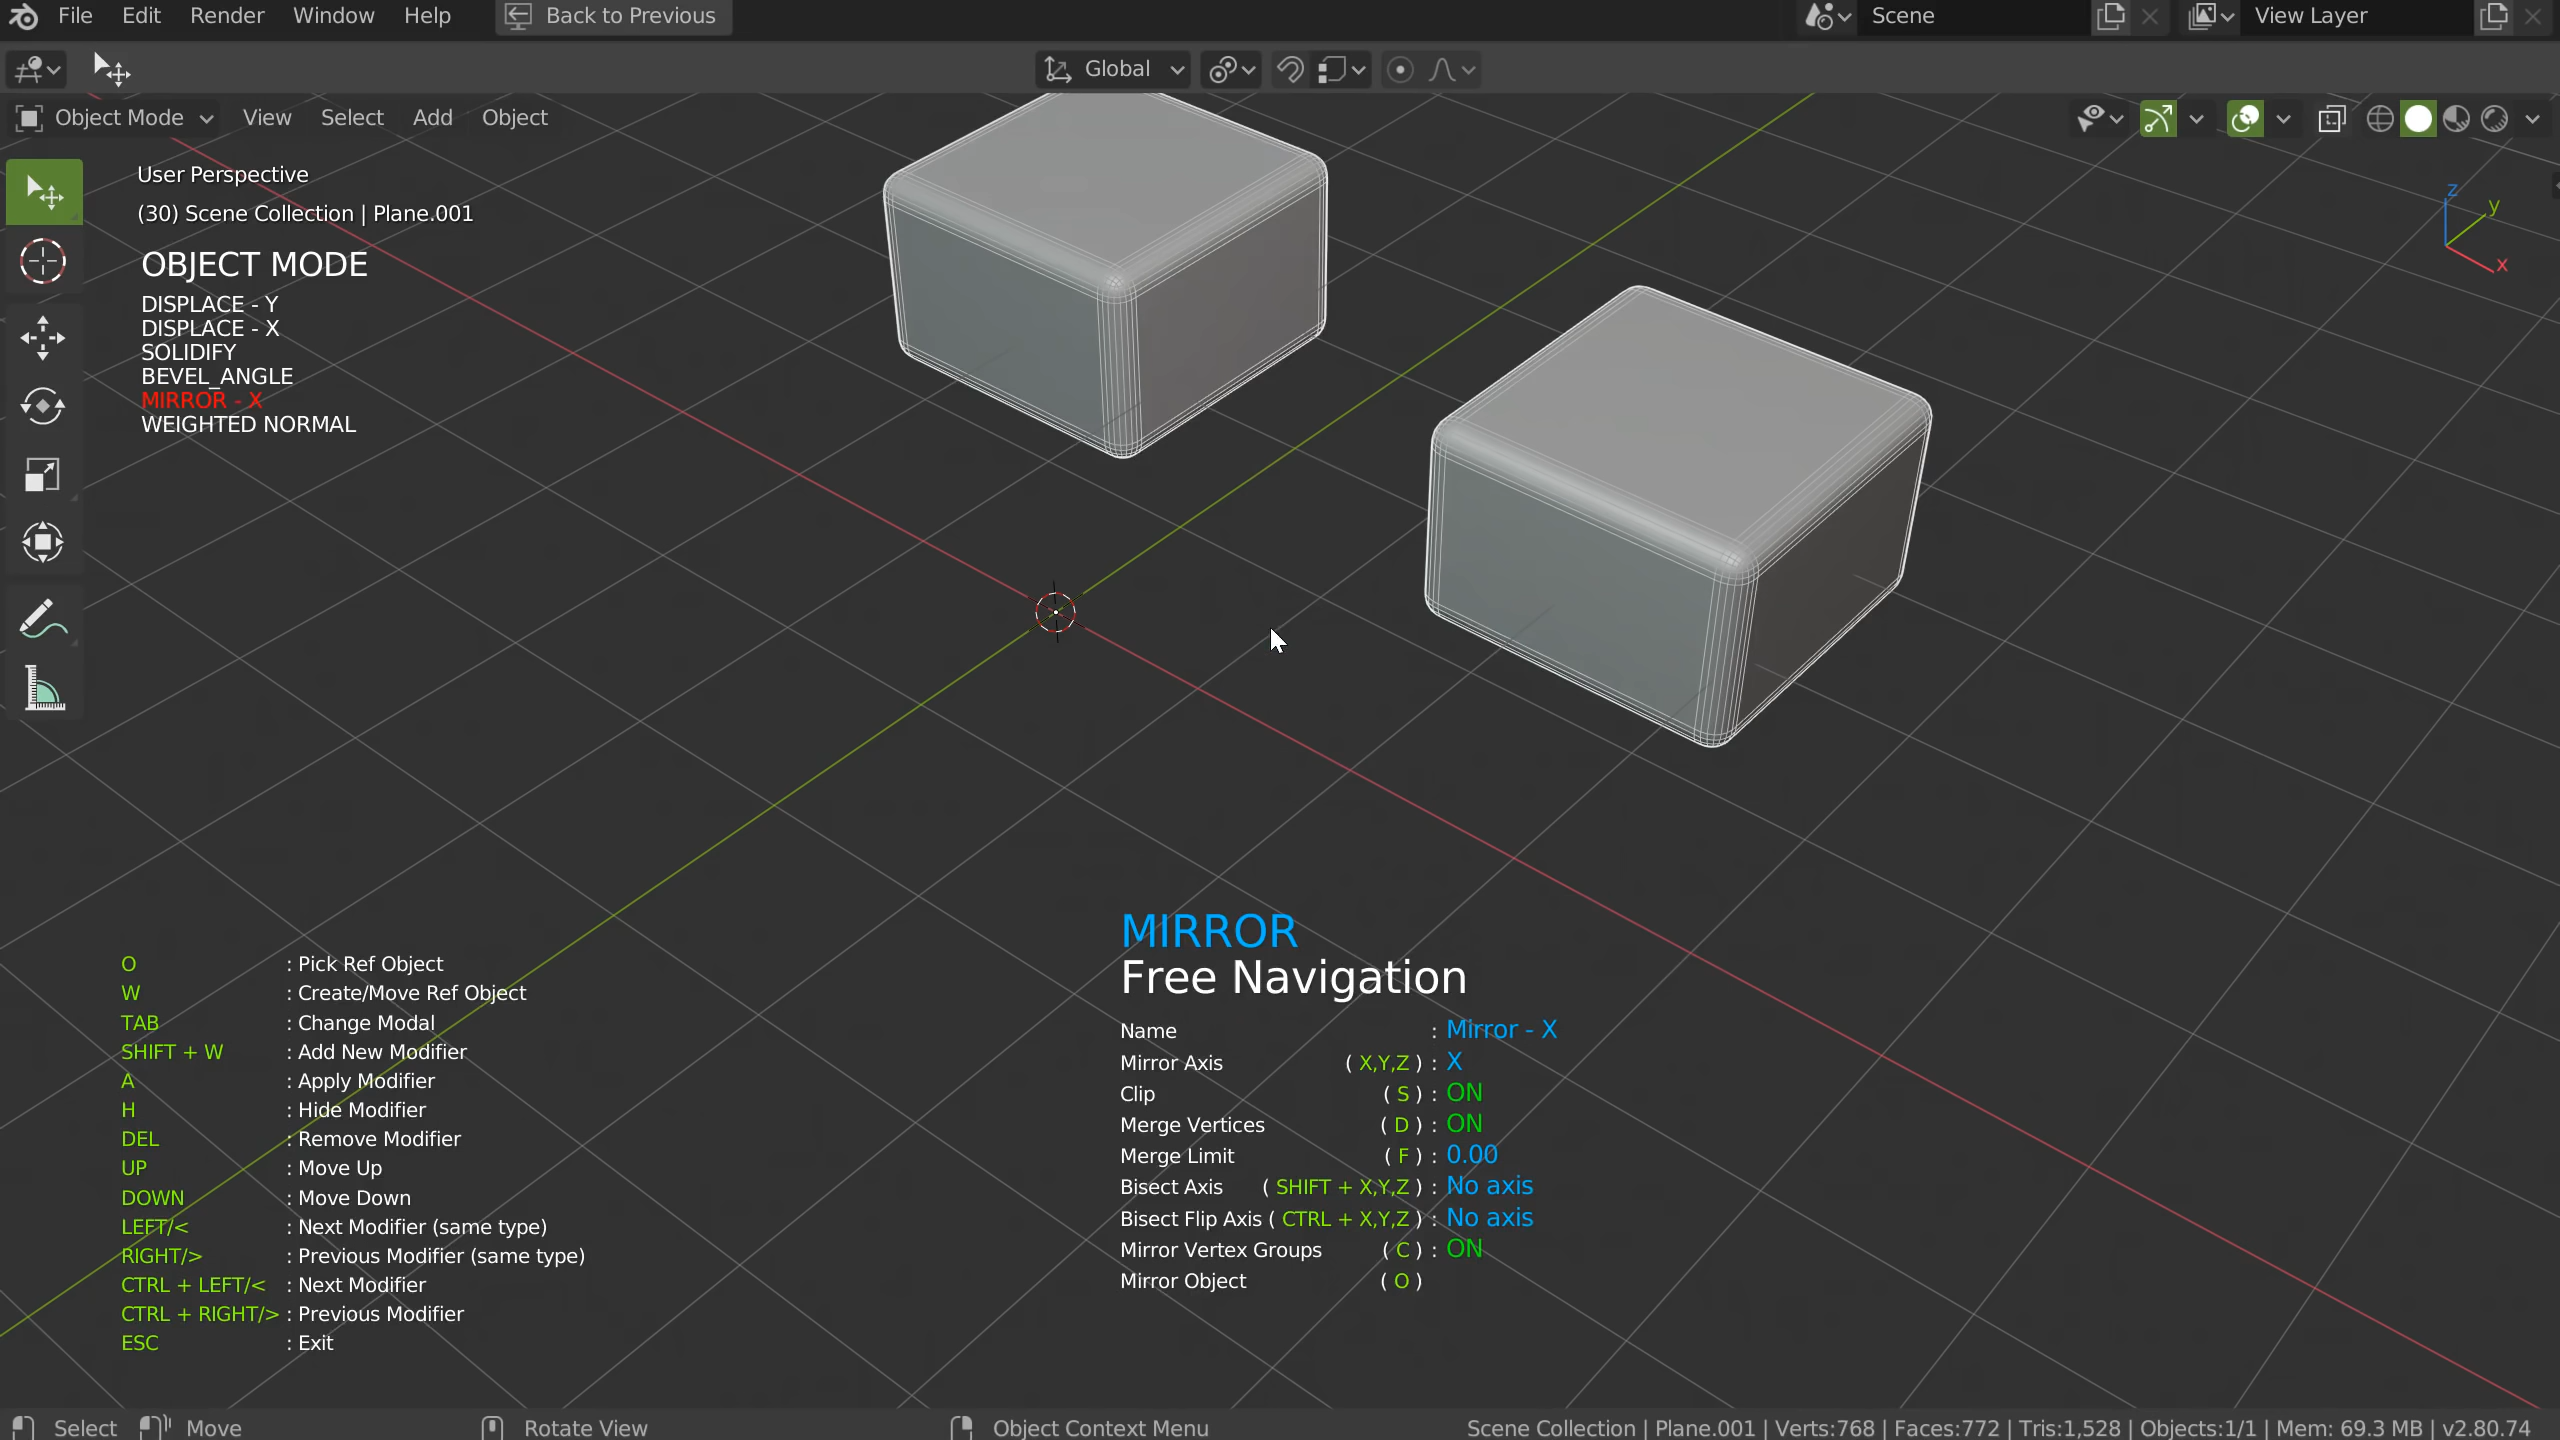 File Edit Render Window Help Back to Previous Scene View Layer
Global
Object Mode View Select Add Object
User Perspective
(30) Scene Collection | Plane.001
OBJECT MODE
DISPLACE - Y
DISPLACE - X
SOLIDIFY
BEVEL_ANGLE
MIRROR - X
WEIGHTED NORMAL
z
y
x
O : Pick Ref Object
W : Create/Move Ref Object
TAB : Change Modal
SHIFT + W : Add New Modifier
A : Apply Modifier
H : Hide Modifier
DEL : Remove Modifier
UP : Move Up
DOWN : Move Down
LEFT/< : Next Modifier (same type)
RIGHT/> : Previous Modifier (same type)
CTRL + LEFT/< : Next Modifier
CTRL + RIGHT/> : Previous Modifier
ESC : Exit
MIRROR
Free Navigation
Name : Mirror - X
Mirror Axis ( X,Y,Z ) : X
Clip ( S ) : ON
Merge Vertices ( D ) : ON
Merge Limit ( F ) : 0.00
Bisect Axis ( SHIFT + X,Y,Z ) : No axis
Bisect Flip Axis ( CTRL + X,Y,Z ) : No axis
Mirror Vertex Groups ( C ) : ON
Mirror Object ( O )
Select Move Rotate View Object Context Menu Scene Collection | Plane.001 | Verts:768 | Faces:772 | Tris:1,528 | Objects:1/1 | Mem: 69.3 MB | v2.80.74